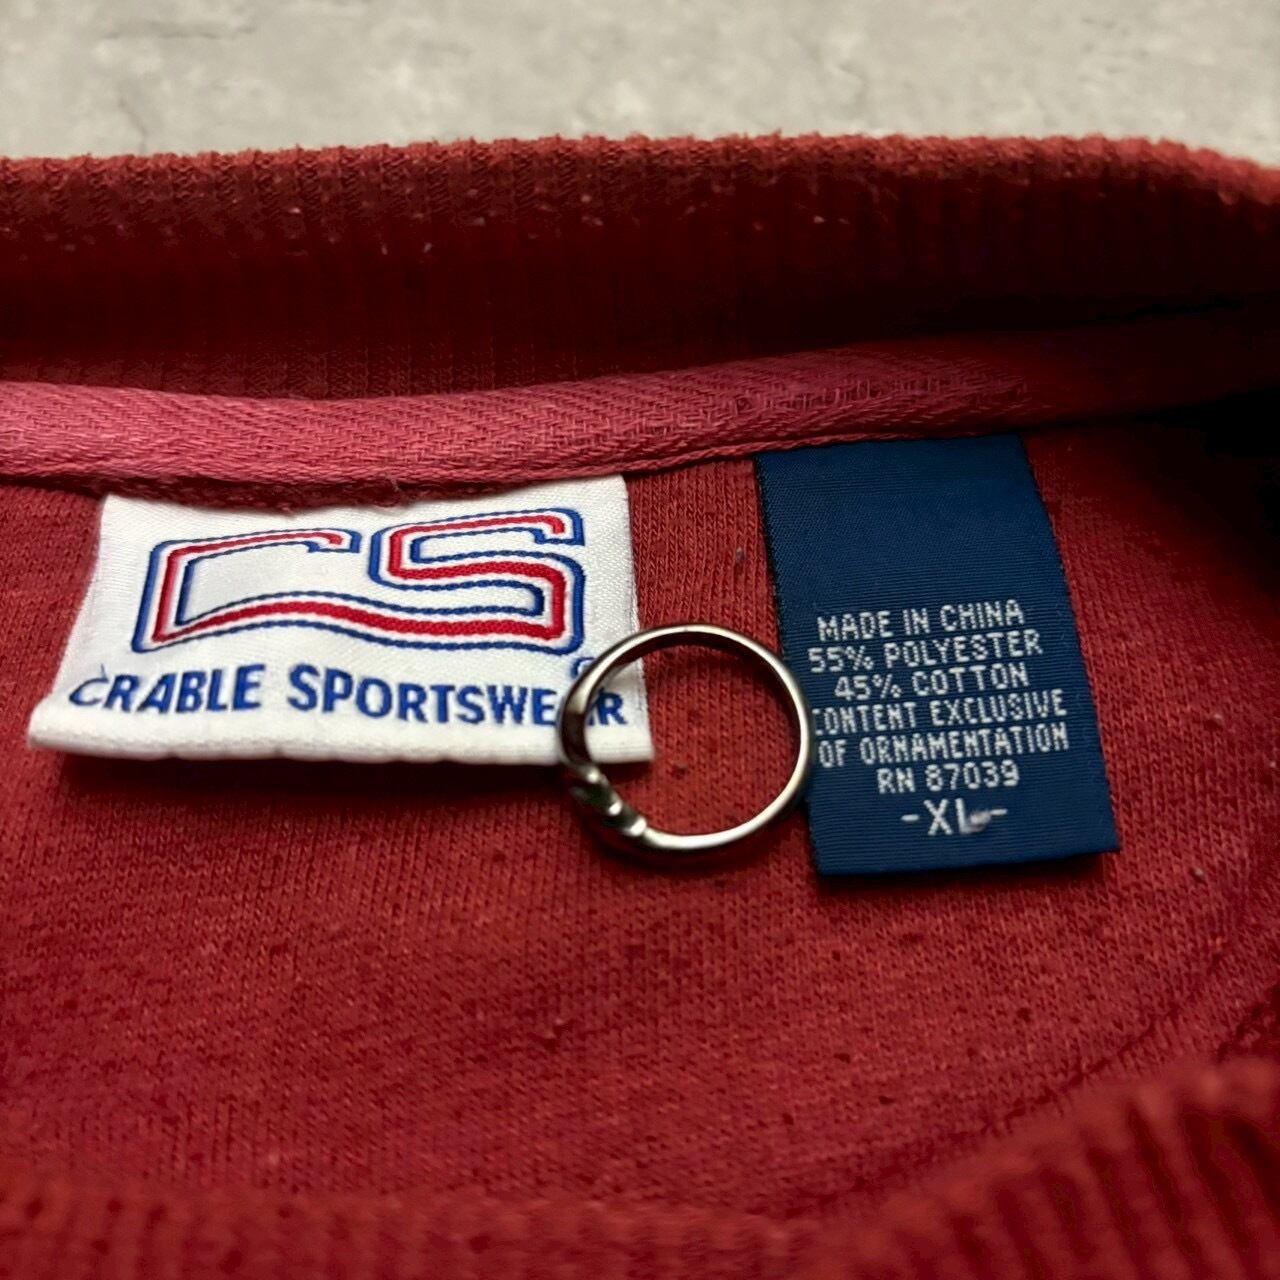 CS
CRABLE SPORTSWEAR
MADE IN CHINA
55% POLYESTER
45% COTTON
CONTENT EXCLUSIVE
OF ORNAMENTATION
RN 87039
-XL-